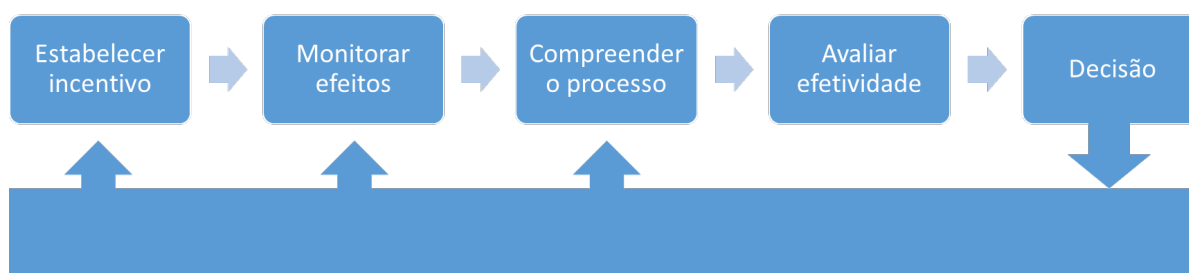 Estabelecer
incentivo
Monitorar
efeitos
Compreender
o processo
Avaliar
efetividade
Decisão